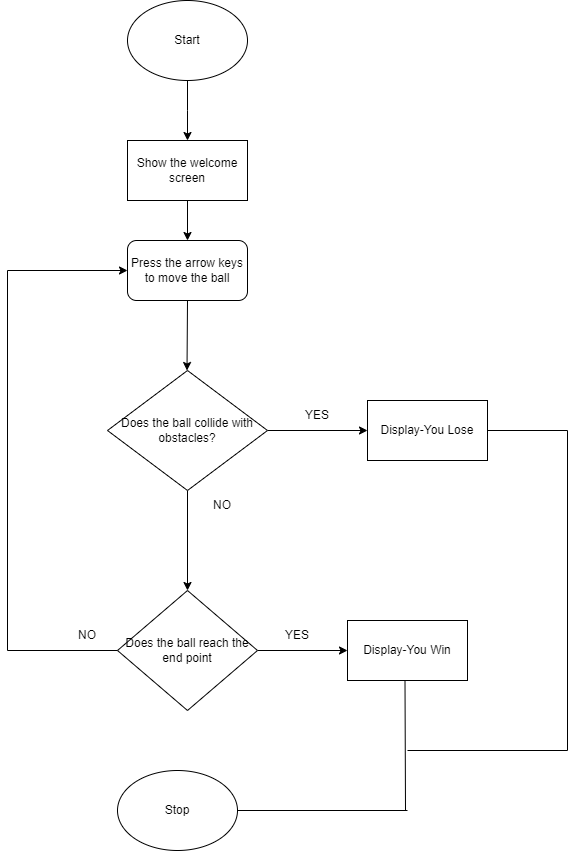 Start
Show the welcome
screen
Press the arrow keys
to move the ball
Does the ball collide with
obstacles?
YES
Display-You Lose
NO
NO
Does the ball reach the
end point
YES
Display-You Win
Stop